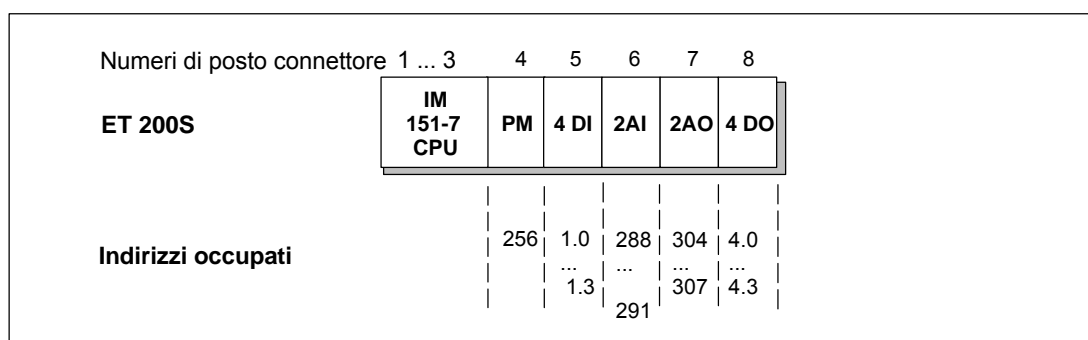 Numeri di posto connettore 1 ... 3 4 5 6 7 8
ET 200S
IM
151-7
CPU
PM
4 DI
2AI
2AO
4 DO
Indirizzi occupati
256
1.0
...
1.3
288
...
291
304
...
307
4.0
...
4.3